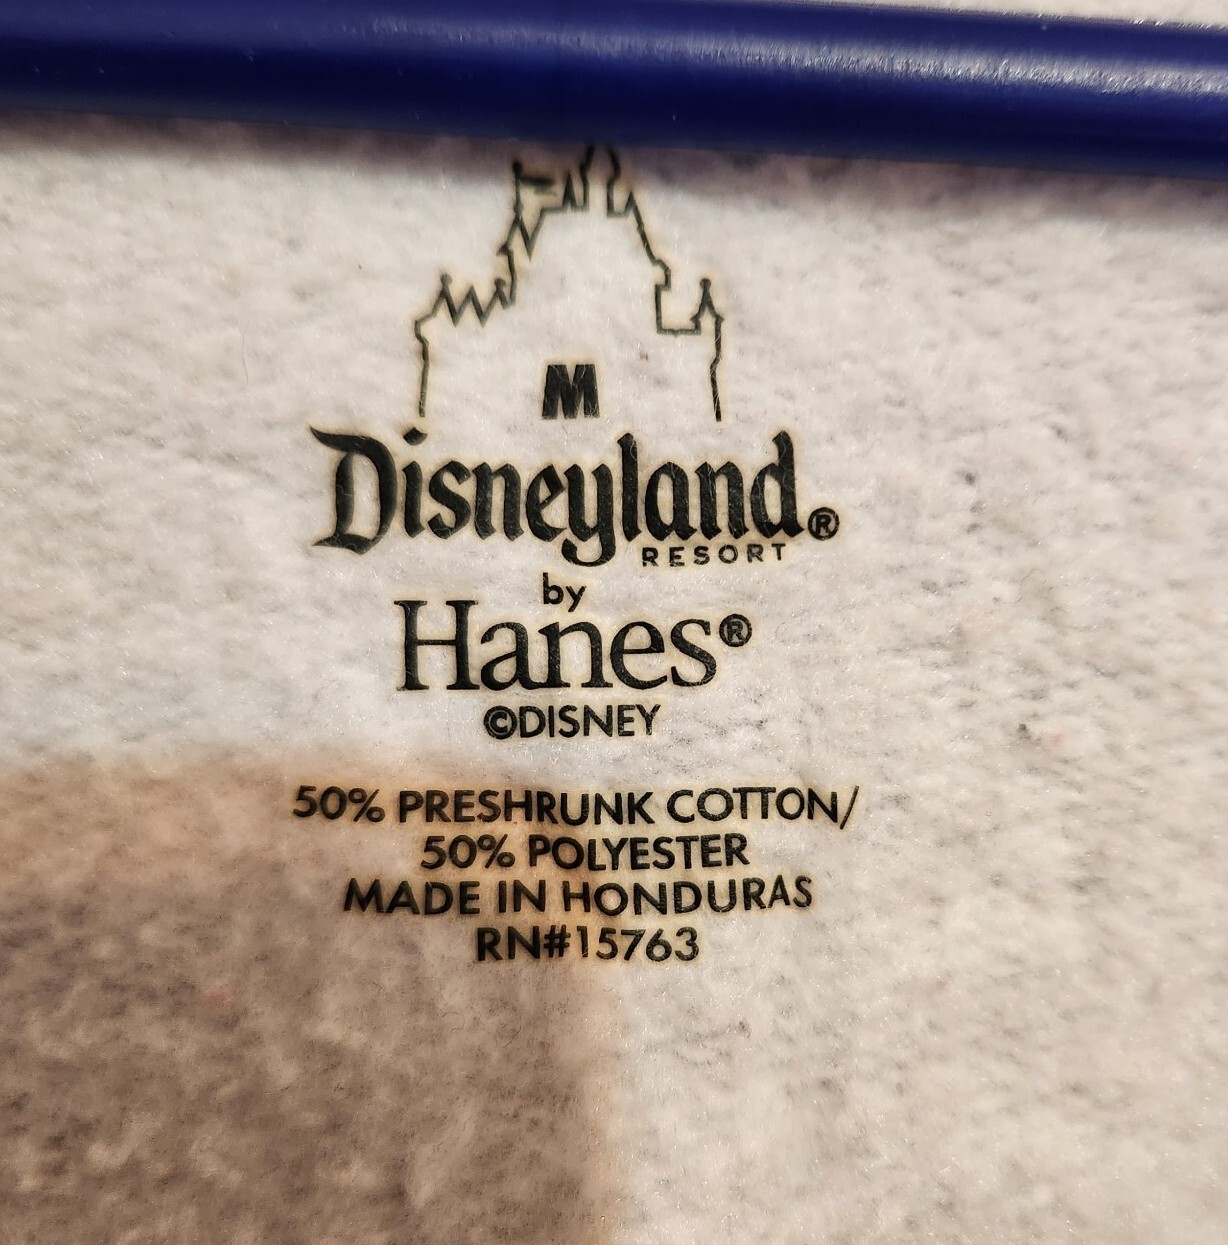 M
Disneyland®
RESORT
by
Hanes®
©DISNEY
50% PRESHRUNK COTTON/
50% POLYESTER
MADE IN HONDURAS
RN#15763